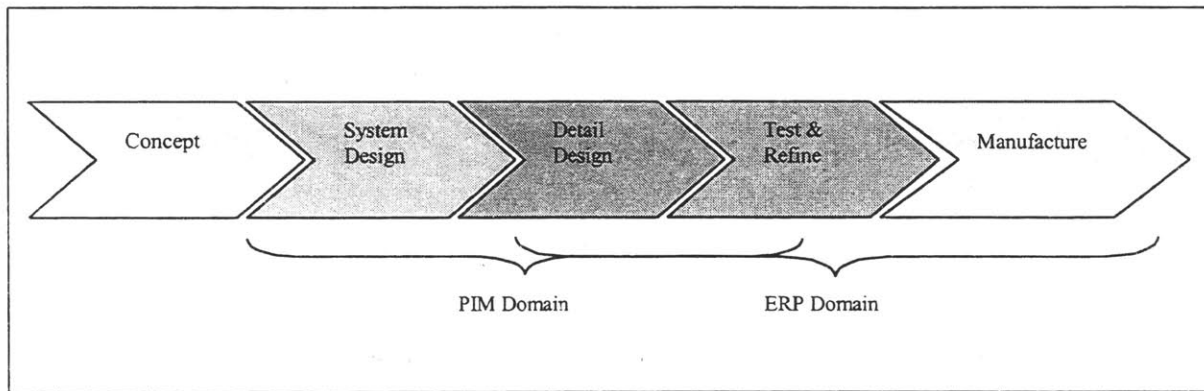 Concept
System
Design
Detail
Design
Test &
Refine
Manufacture
PIM Domain
ERP Domain